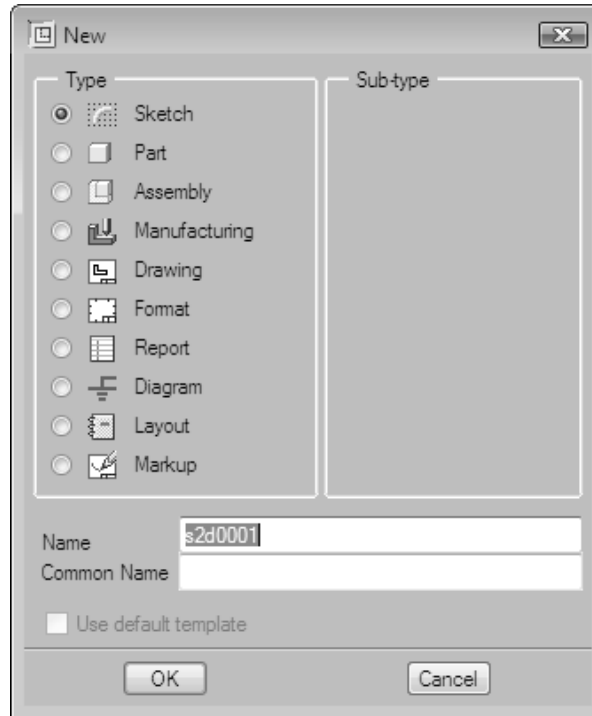 New
Type
Sub-type
Sketch
Part
Assembly
Manufacturing
Drawing
Format
Report
Diagram
Layout
Markup
Name s2d0001
Common Name
Use default template
OK Cancel